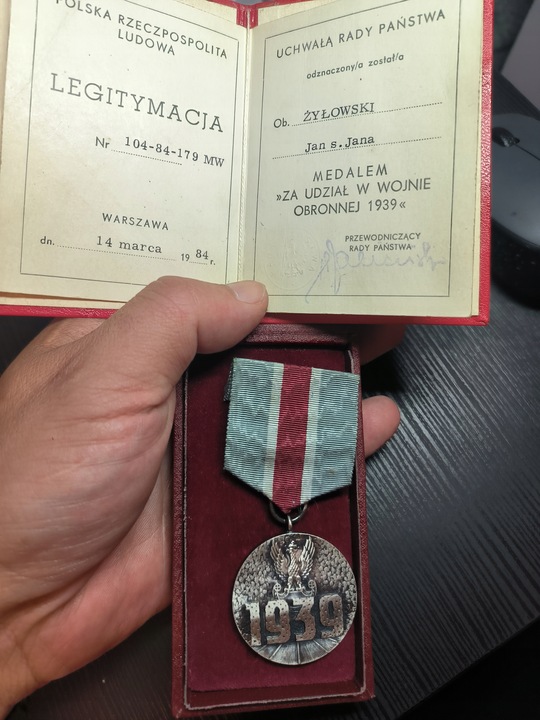 POLSKA RZECZPOSPOLITA
LUDOWA
LEGITYMACJA
Nr 104-84-179 MW
WARSZAWA
dn. 14 marca 1984 r.
UCHWAŁĄ RADY PAŃSTWA
odznaczony/a został/a
Ob. ŻYŁOWSKI
Jan s.Jana
MEDALEM
»ZA UDZIAŁ W WOJNIE
OBRONNEJ 1939«
PRZEWODNICZĄCY
RADY PAŃSTWA
1939